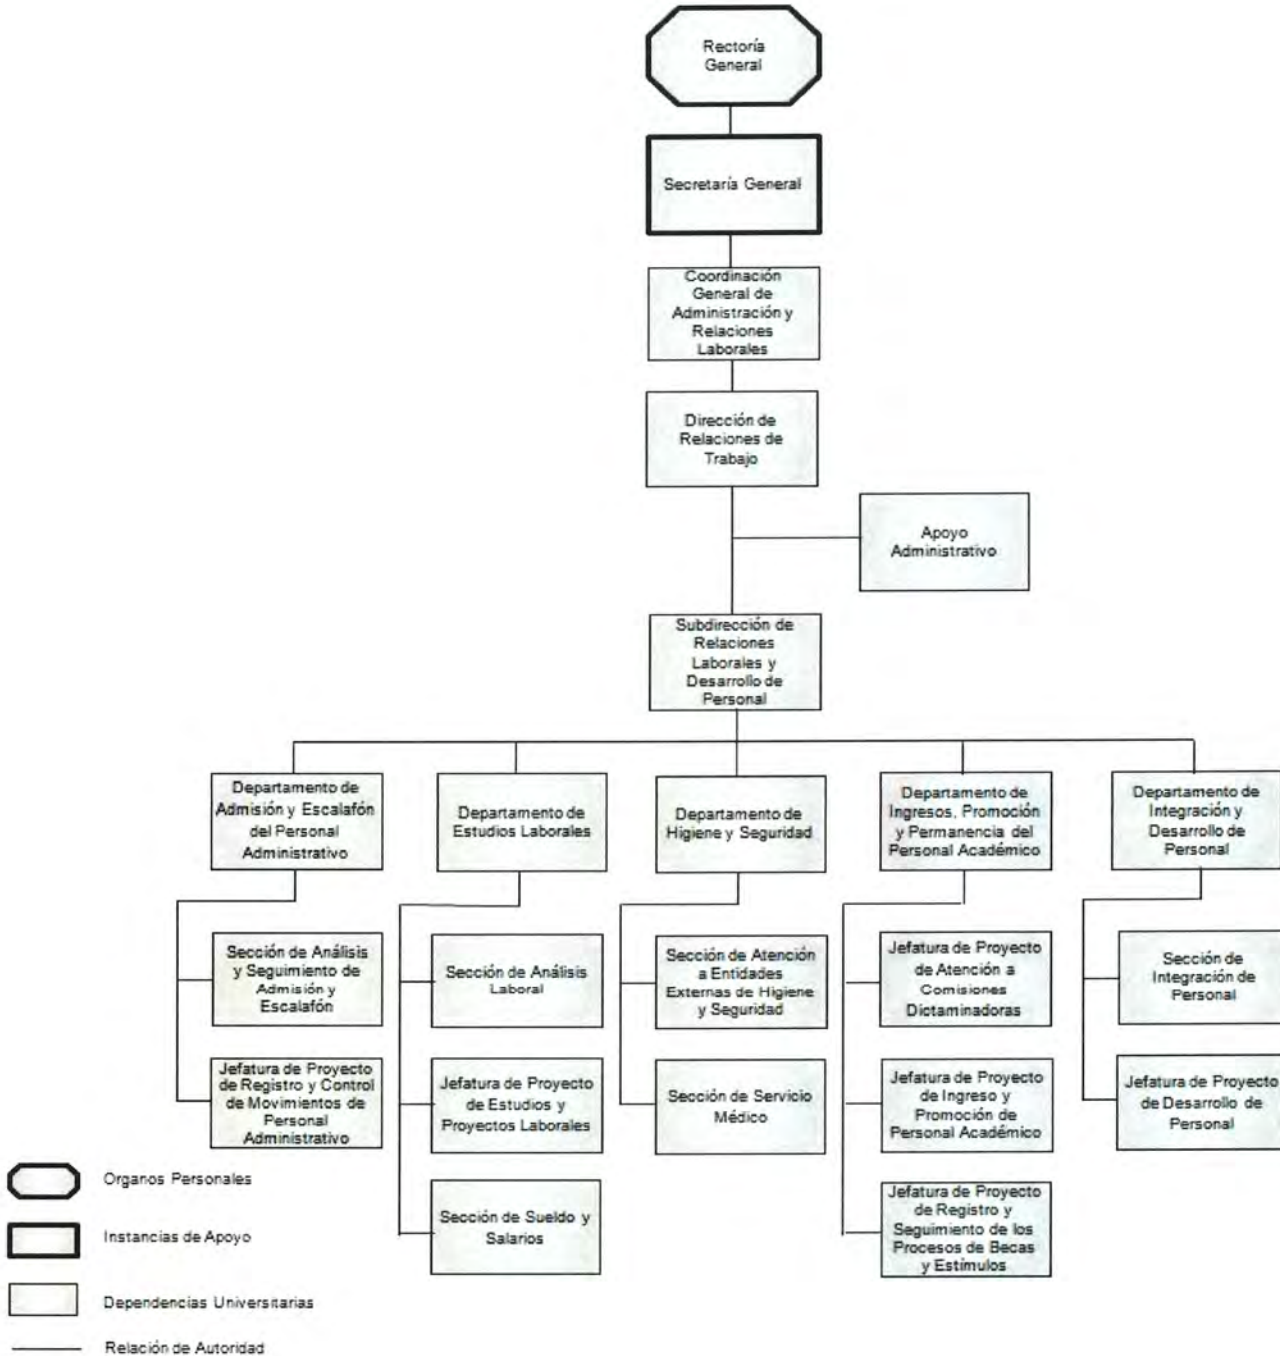 Rectoría
General
Secretaría General
Coordinación
General de
Administración y
Relaciones
Laborales
Dirección de
Relaciones de
Trabajo
Apoyo
Administrativo
Subdirección de
Relaciones
Laborales y
Desarrollo de
Personal
Departamento de
Admisión y Escalafón
del Personal
Administrativo
Departamento de
Estudios Laborales
Departamento de
Higiene y Seguridad
Departamento de
Ingresos, Promoción
y Permanencia del
Personal Académico
Departamento de
Integración y
Desarrollo de
Personal
Sección de Análisis
y Seguimiento de
Admisión y
Escalafón
Sección de Análisis
Laboral
Sección de Atención
a Entidades
Externas de Higiene
y Seguridad
Jefatura de Proyecto
de Atención a
Comisiones
Dictaminadoras
Sección de
Integración de
Personal
Jefatura de Proyecto
de Registro y Control
de Movimientos de
Personal
Administrativo
Jefatura de Proyecto
de Estudios y
Proyectos Laborales
Sección de Servicio
Médico
Jefatura de Proyecto
de Ingreso y
Promoción de
Personal Académico
Jefatura de Proyecto
de Desarrollo de
Personal
Sección de Sueldo y
Salarios
Jefatura de Proyecto
de Registro y
Seguimiento de los
Procesos de Becas
y Estímulos
Organos Personales
Instancias de Apoyo
Dependencias Universitarias
Relación de Autoridad